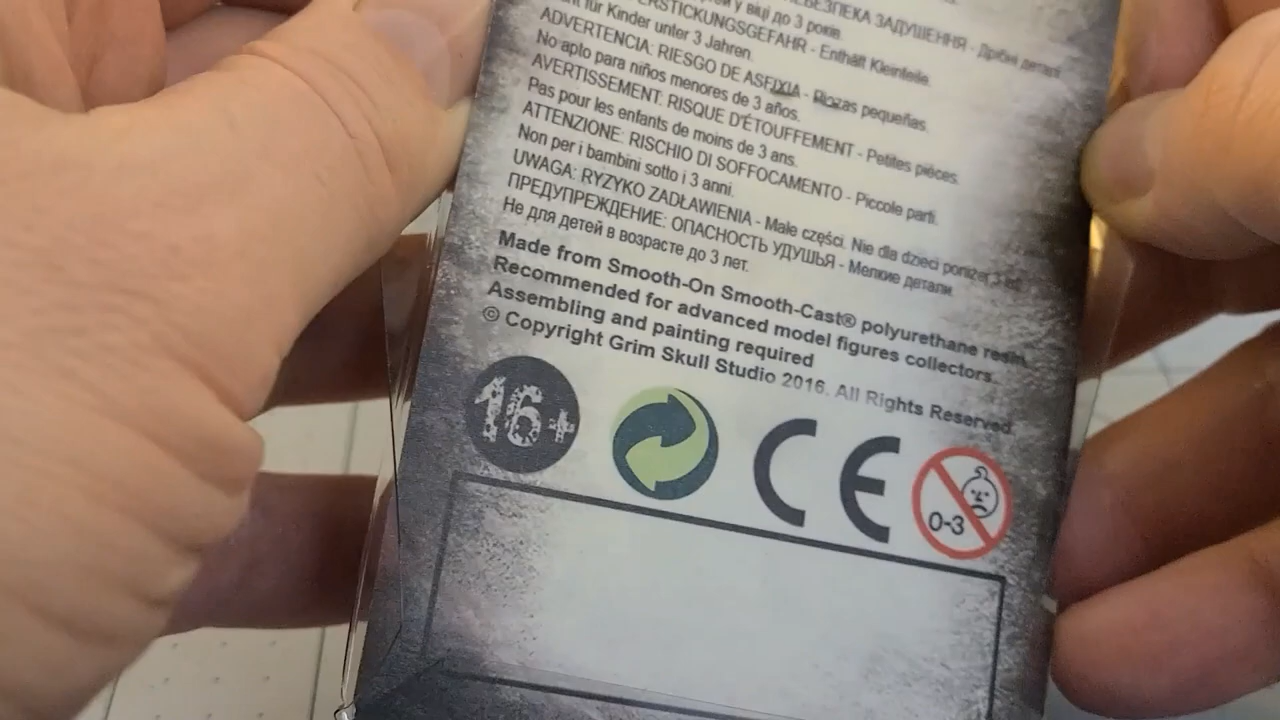 у віці до 3 років.
ЗАДУШЕННЯ - Дрібні деталі
ERSTICKUNGSGEFAHR - Enthält Kleinteile.
für Kinder unter 3 Jahren.
ADVERTENCIA: RIESGO DE ASFIXIA - Piezas pequeñas.
No apto para niños menores de 3 años.
AVERTISSEMENT: RISQUE D'ÉTOUFFEMENT - Petites pièces.
Pas pour les enfants de moins de 3 ans.
ATTENZIONE: RISCHIO DI SOFFOCAMENTO - Piccole parti.
Non per i bambini sotto i 3 anni.
UWAGA: RYZYKO ZADŁAWIENIA - Małe części. Nie dla dzieci poniżej 3 lat.
ПРЕДУПРЕЖДЕНИЕ: ОПАСНОСТЬ УДУШЬЯ - Мелкие детали.
Не для детей в возрасте до 3 лет.
Made from Smooth-On Smooth-Cast® polyurethane resin.
Recommended for advanced model figures collectors.
Assembling and painting required
© Copyright Grim Skull Studio 2016. All Rights Reserved.
16+
CE
0-3